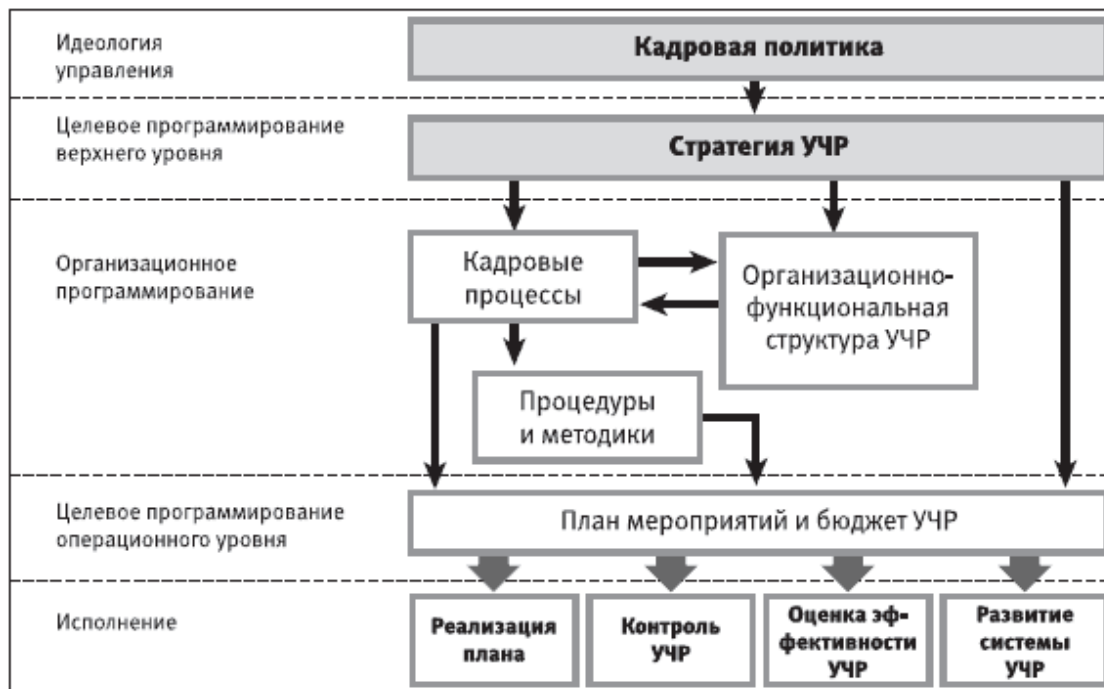 Идеология
управления
Кадровая политика
Целевое программирование
верхнего уровня
Стратегия УЧР
Организационное
программирование
Кадровые
процессы
Организационно-
функциональная
структура УЧР
Процедуры
и методики
Целевое программирование
операционного уровня
План мероприятий и бюджет УЧР
Исполнение
Реализация
плана
Контроль
УЧР
Оценка эф-
фективности
УЧР
Развитие
системы
УЧР